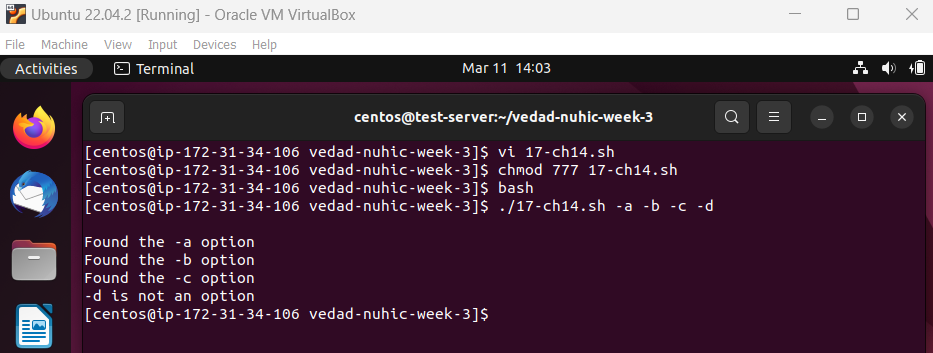 Ubuntu 22.04.2 [Running] - Oracle VM VirtualBox
File Machine View Input Devices Help
Activities Terminal Mar 11 14:03
centos@test-server:~/vedad-nuhic-week-3
[centos@ip-172-31-34-106 vedad-nuhic-week-3]$ vi 17-ch14.sh
[centos@ip-172-31-34-106 vedad-nuhic-week-3]$ chmod 777 17-ch14.sh
[centos@ip-172-31-34-106 vedad-nuhic-week-3]$ bash
[centos@ip-172-31-34-106 vedad-nuhic-week-3]$ ./17-ch14.sh -a -b -c -d
Found the -a option
Found the -b option
Found the -c option
-d is not an option
[centos@ip-172-31-34-106 vedad-nuhic-week-3]$